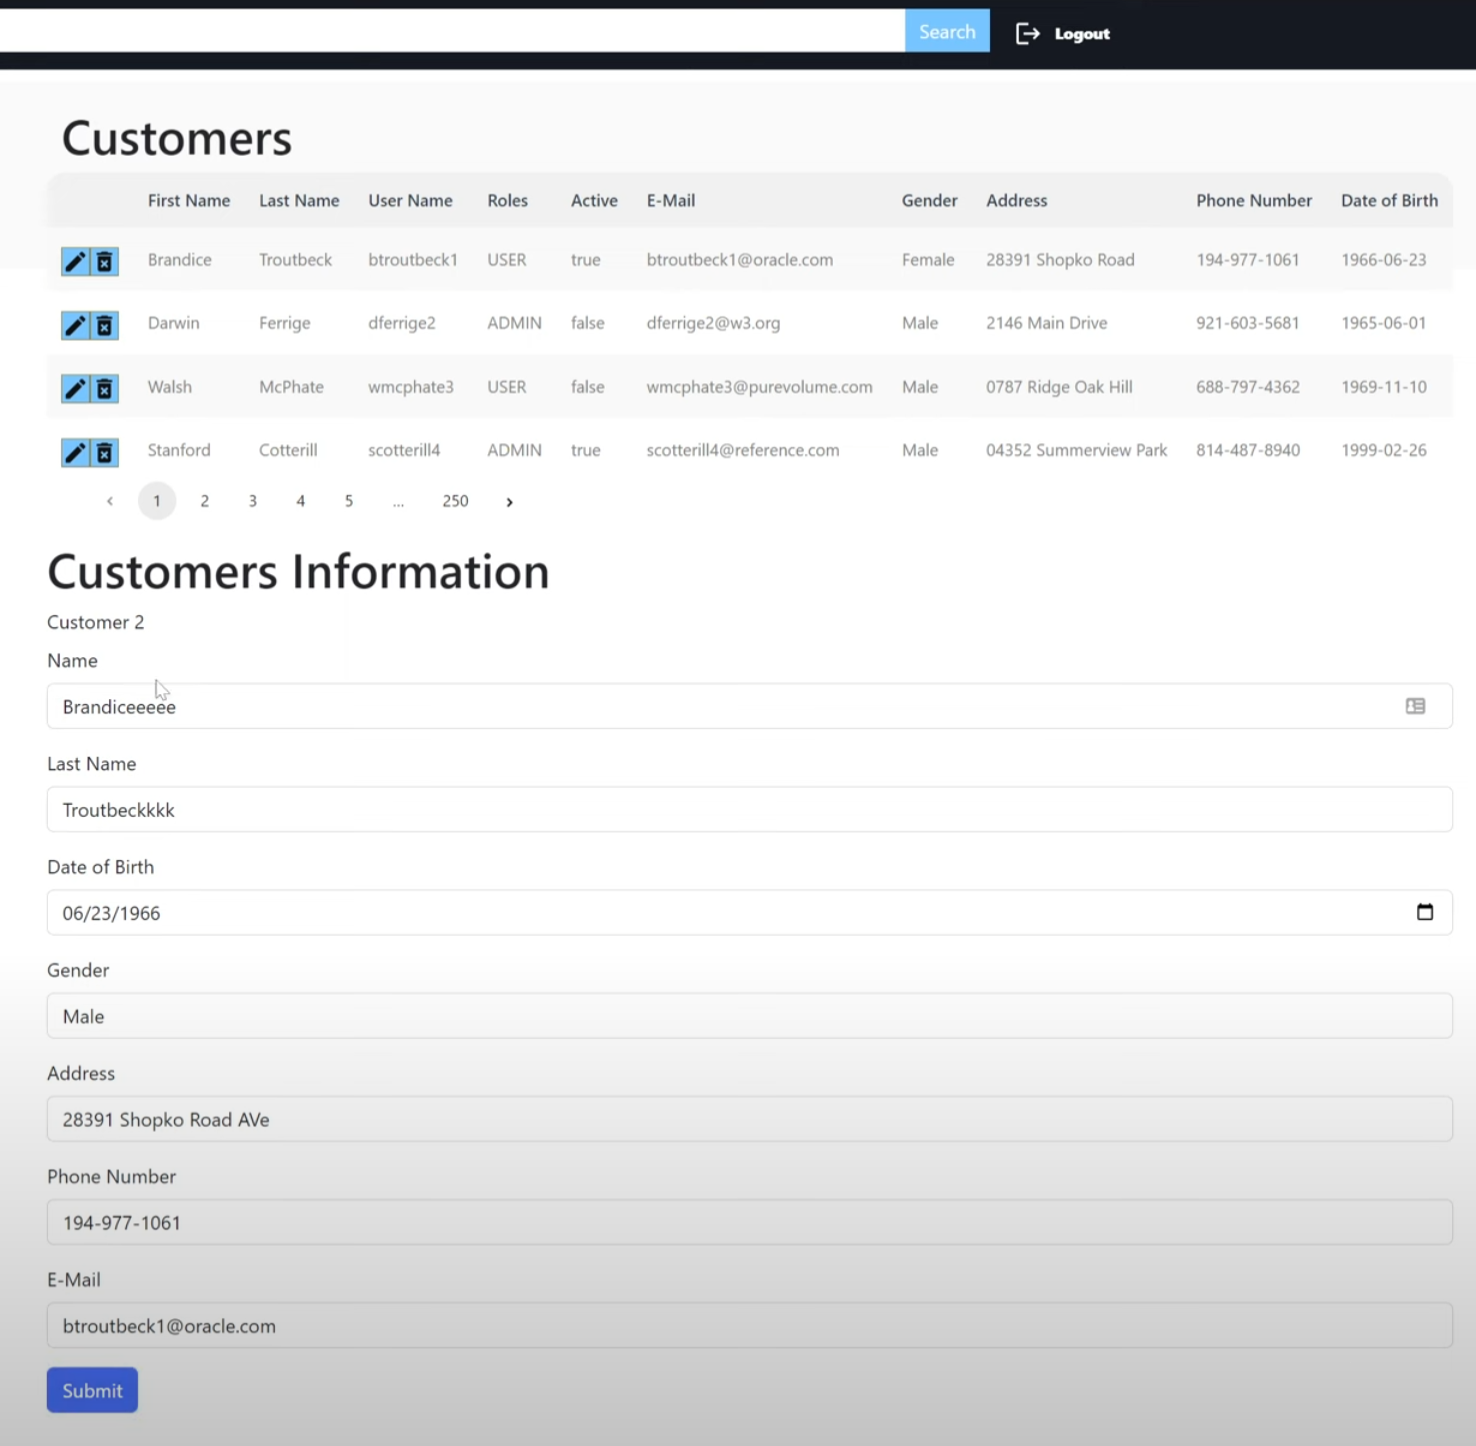 Search Logout
Customers
First Name Last Name User Name Roles Active E-Mail Gender Address Phone Number Date of Birth
Brandice Troutbeck btroutbeck1 USER true btroutbeck1@oracle.com Female 28391 Shopko Road 194-977-1061 1966-06-23
Darwin Ferrige dferrige2 ADMIN false dferrige2@w3.org Male 2146 Main Drive 921-603-5681 1965-06-01
Walsh McPhate wmcphate3 USER false wmcphate3@purevolume.com Male 0787 Ridge Oak Hill 688-797-4362 1969-11-10
Stanford Cotterill scotterill4 ADMIN true scotterill4@reference.com Male 04352 Summerview Park 814-487-8940 1999-02-26
‹ 1 2 3 4 5 ... 250 ›
Customers Information
Customer 2
Name
Brandiceeeee
Last Name
Troutbeckkkk
Date of Birth
06/23/1966
Gender
Male
Address
28391 Shopko Road AVe
Phone Number
194-977-1061
E-Mail
btroutbeck1@oracle.com
Submit